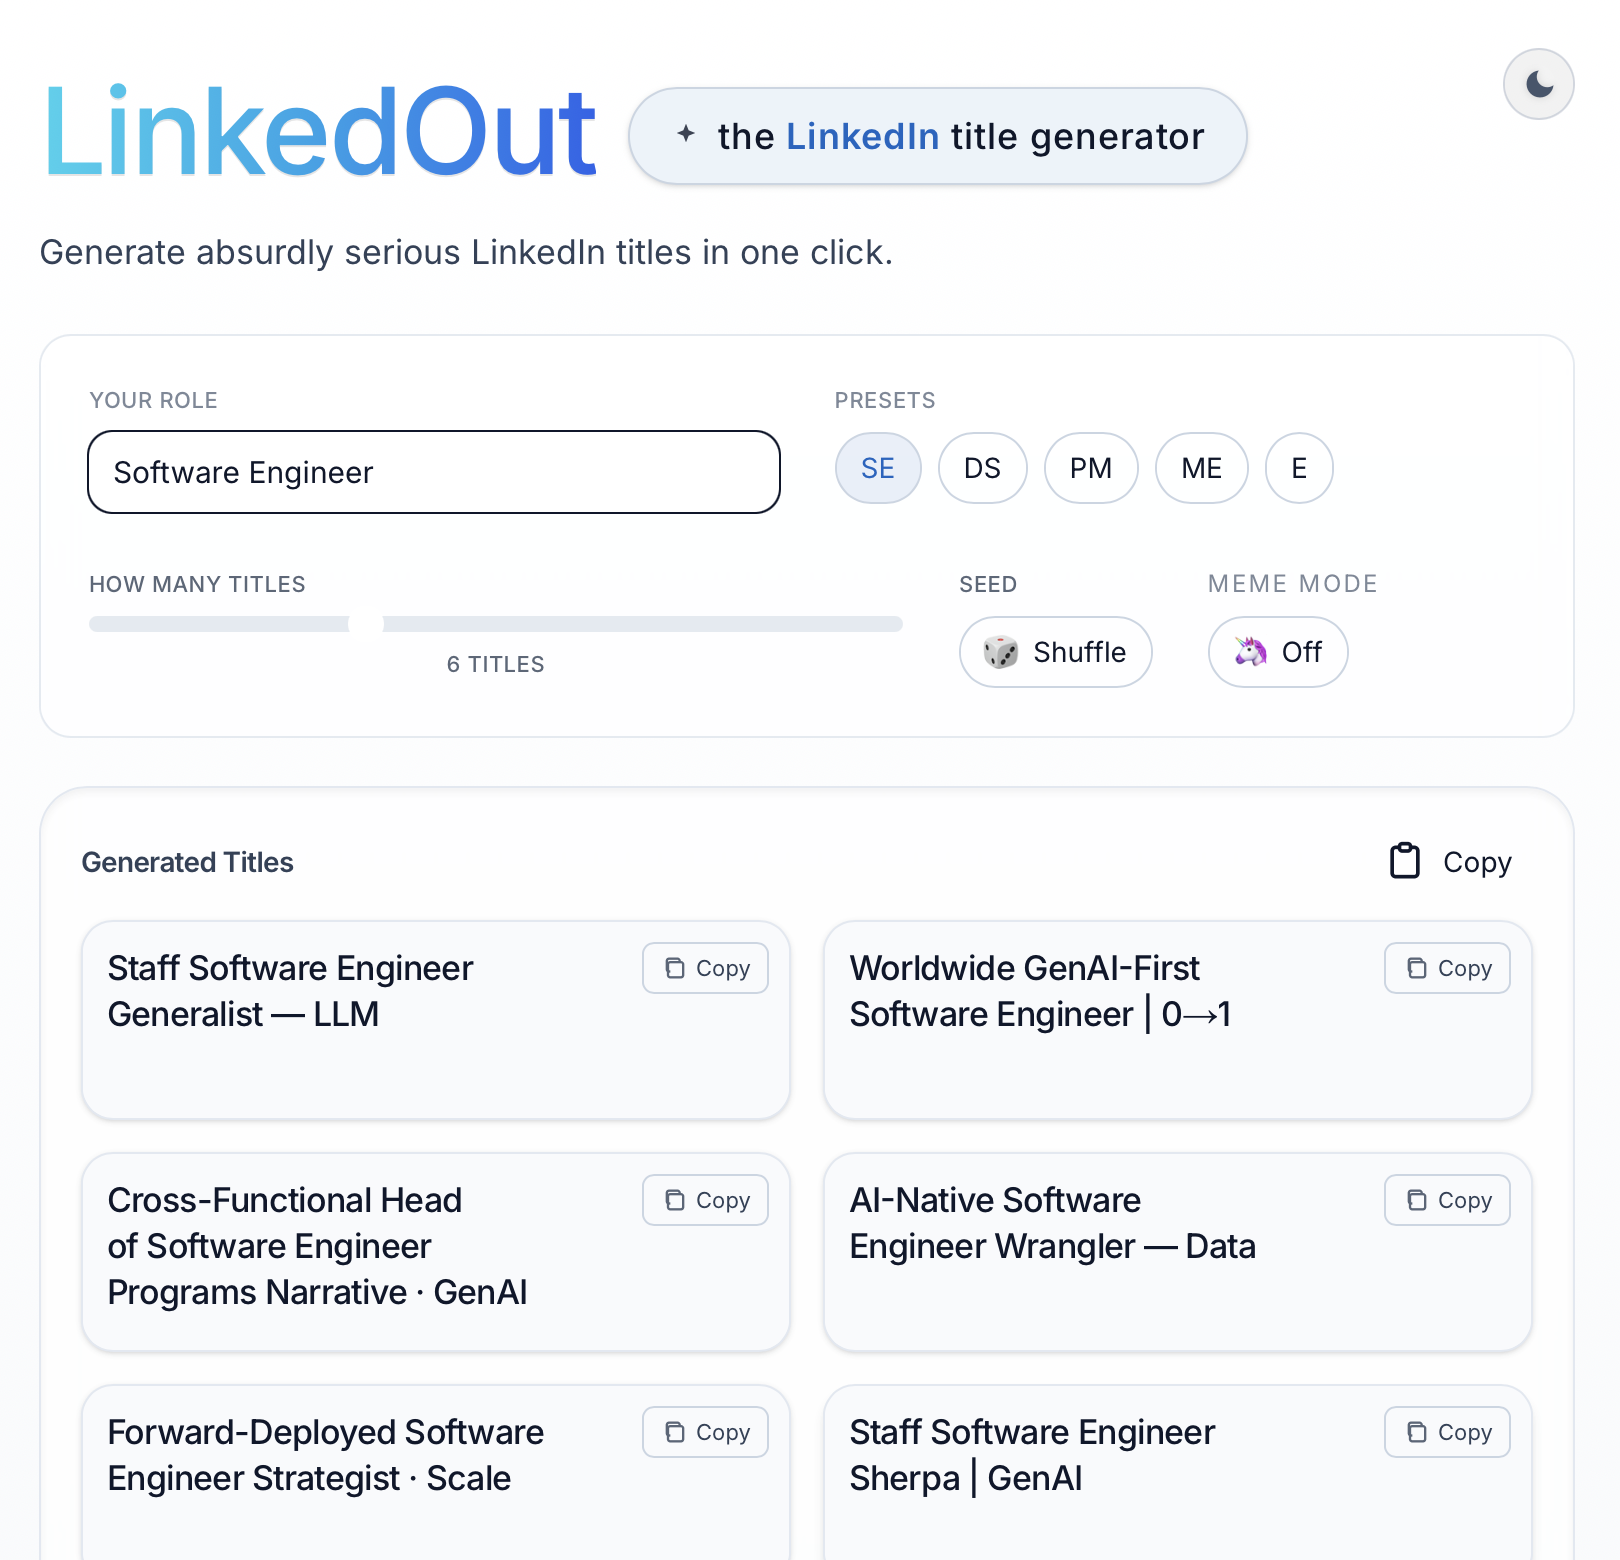 LinkedOut
the LinkedIn title generator
Generate absurdly serious LinkedIn titles in one click.
YOUR ROLE
Software Engineer
PRESETS
SE DS PM ME E
HOW MANY TITLES
6 TITLES
SEED
Shuffle
MEME MODE
Off
Generated Titles
Copy
Staff Software Engineer
Generalist — LLM
Copy
Worldwide GenAI-First
Software Engineer | 0→1
Copy
Cross-Functional Head
of Software Engineer
Programs Narrative · GenAI
Copy
AI-Native Software
Engineer Wrangler — Data
Copy
Forward-Deployed Software
Engineer Strategist · Scale
Copy
Staff Software Engineer
Sherpa | GenAI
Copy